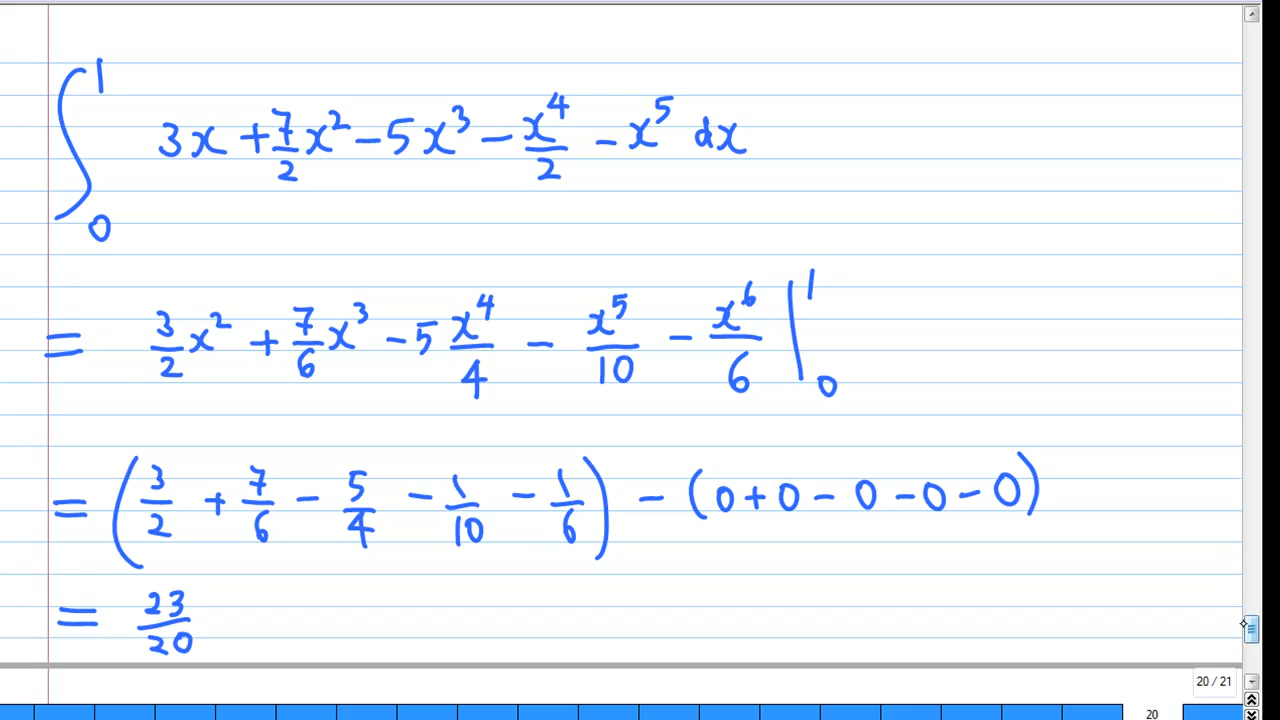 ∫₀¹ 3x + 7/2 x² − 5x³ − x⁴/2 − x⁵ dx
= 3/2 x² + 7/6 x³ − 5 x⁴/4 − x⁵/10 − x⁶/6 |₀¹
= (3/2 + 7/6 − 5/4 − 1/10 − 1/6) − (0 + 0 − 0 − 0 − 0)
= 23/20
20 / 21
20